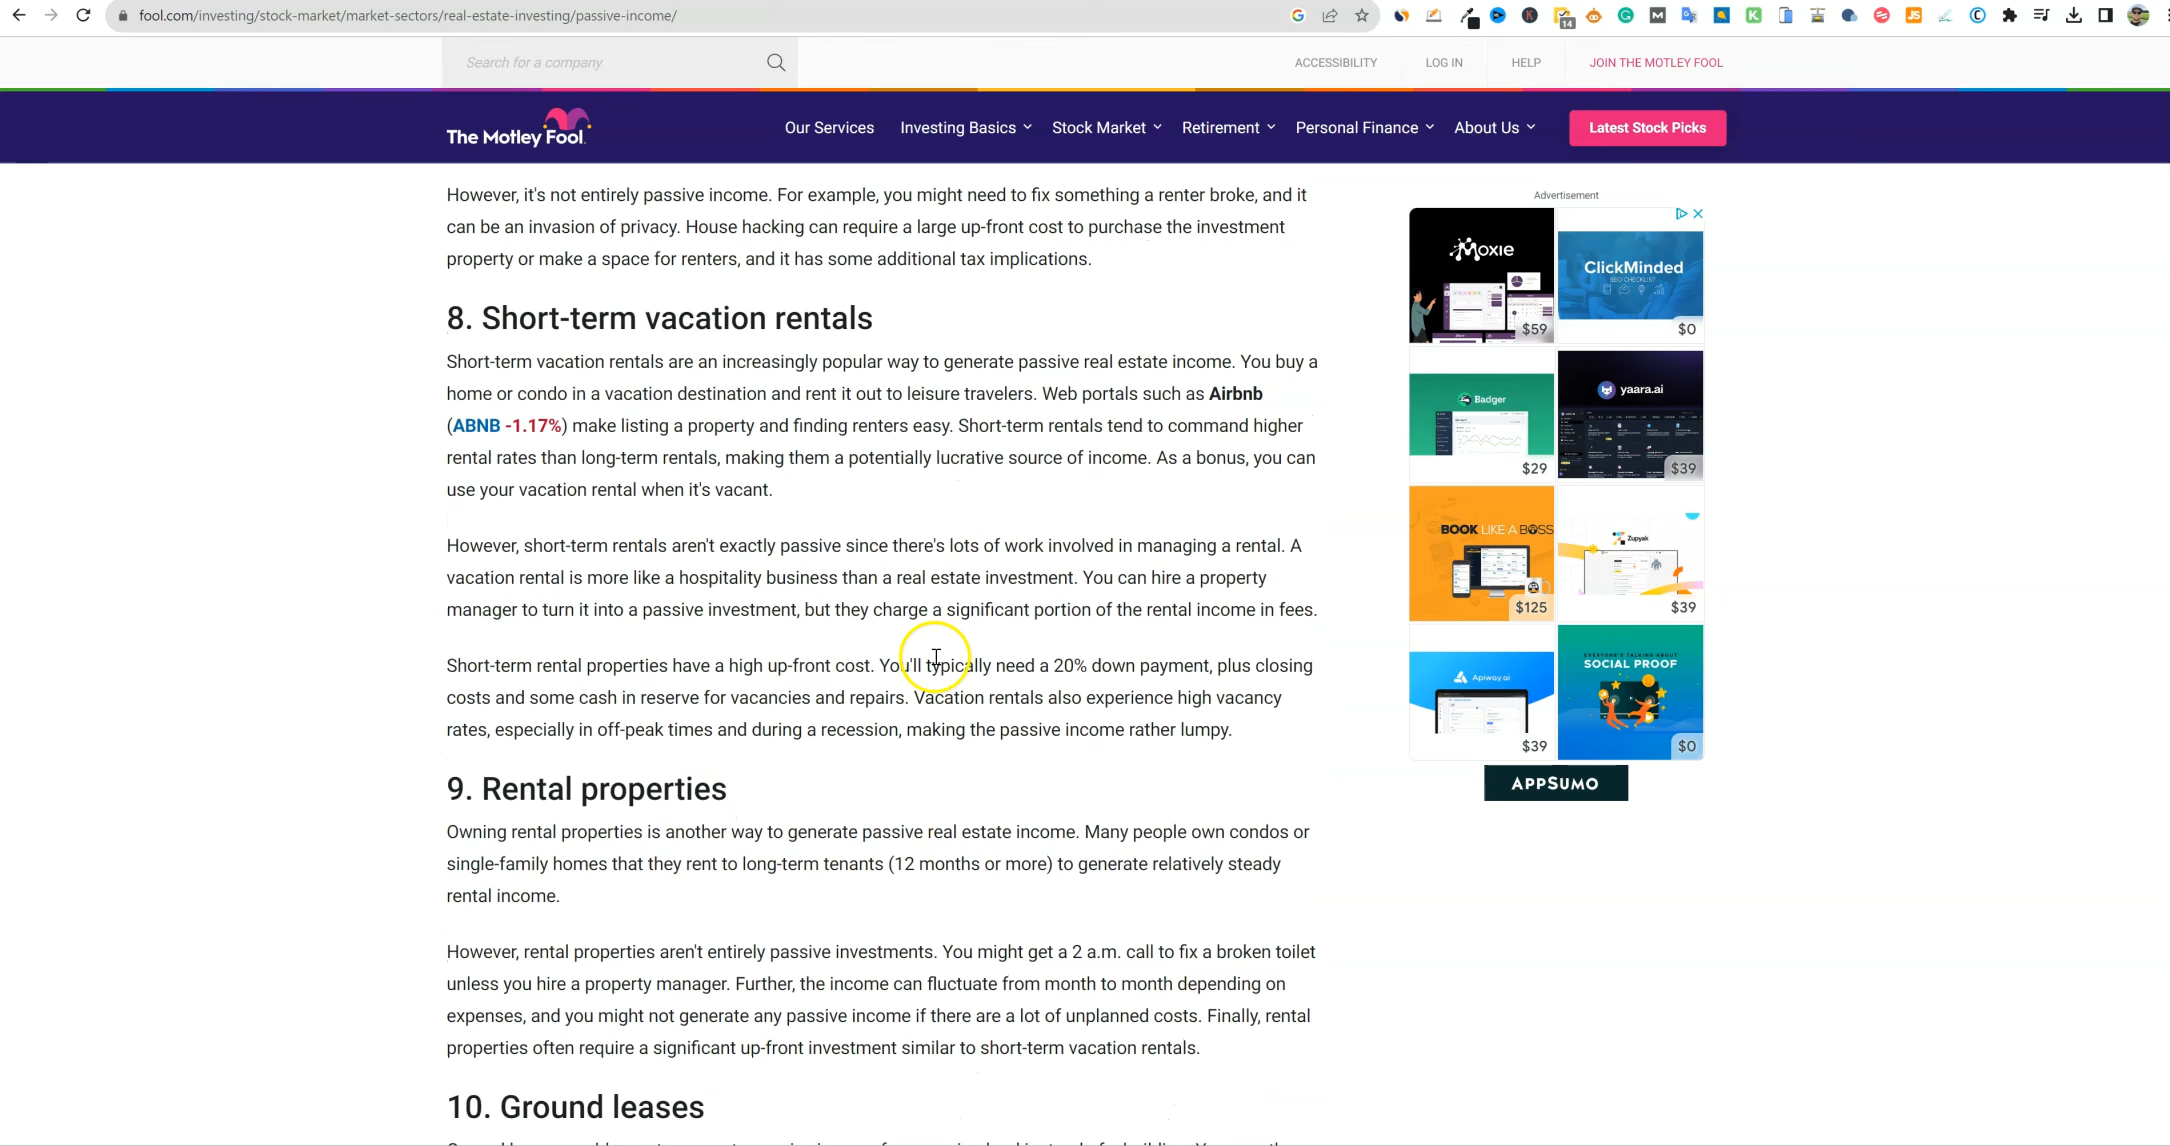 fool.com/investing/stock-market/market-sectors/real-estate-investing/passive-income/
14
Search for a company
ACCESSIBILITY
LOG IN
HELP
JOIN THE MOTLEY FOOL
The Motley Fool.
Our Services
Investing Basics
Stock Market
Retirement
Personal Finance
About Us
Latest Stock Picks
However, it's not entirely passive income. For example, you might need to fix something a renter broke, and it
can be an invasion of privacy. House hacking can require a large up-front cost to purchase the investment
property or make a space for renters, and it has some additional tax implications.
8. Short-term vacation rentals
Short-term vacation rentals are an increasingly popular way to generate passive real estate income. You buy a
home or condo in a vacation destination and rent it out to leisure travelers. Web portals such as Airbnb
(ABNB -1.17%) make listing a property and finding renters easy. Short-term rentals tend to command higher
rental rates than long-term rentals, making them a potentially lucrative source of income. As a bonus, you can
use your vacation rental when it's vacant.
However, short-term rentals aren't exactly passive since there's lots of work involved in managing a rental. A
vacation rental is more like a hospitality business than a real estate investment. You can hire a property
manager to turn it into a passive investment, but they charge a significant portion of the rental income in fees.
Short-term rental properties have a high up-front cost. You'll typically need a 20% down payment, plus closing
costs and some cash in reserve for vacancies and repairs. Vacation rentals also experience high vacancy
rates, especially in off-peak times and during a recession, making the passive income rather lumpy.
9. Rental properties
Owning rental properties is another way to generate passive real estate income. Many people own condos or
single-family homes that they rent to long-term tenants (12 months or more) to generate relatively steady
rental income.
However, rental properties aren't entirely passive investments. You might get a 2 a.m. call to fix a broken toilet
unless you hire a property manager. Further, the income can fluctuate from month to month depending on
expenses, and you might not generate any passive income if there are a lot of unplanned costs. Finally, rental
properties often require a significant up-front investment similar to short-term vacation rentals.
10. Ground leases
Advertisement
MOXIE
$59
ClickMinded
SEO CHECKLIST
$0
Badger
$29
yaara.ai
$39
BOOK LIKE A BOSS
$125
Zupyak
$39
Apiway.ai
$39
EVERYONE'S TALKING ABOUT
SOCIAL PROOF
$0
APPSUMO